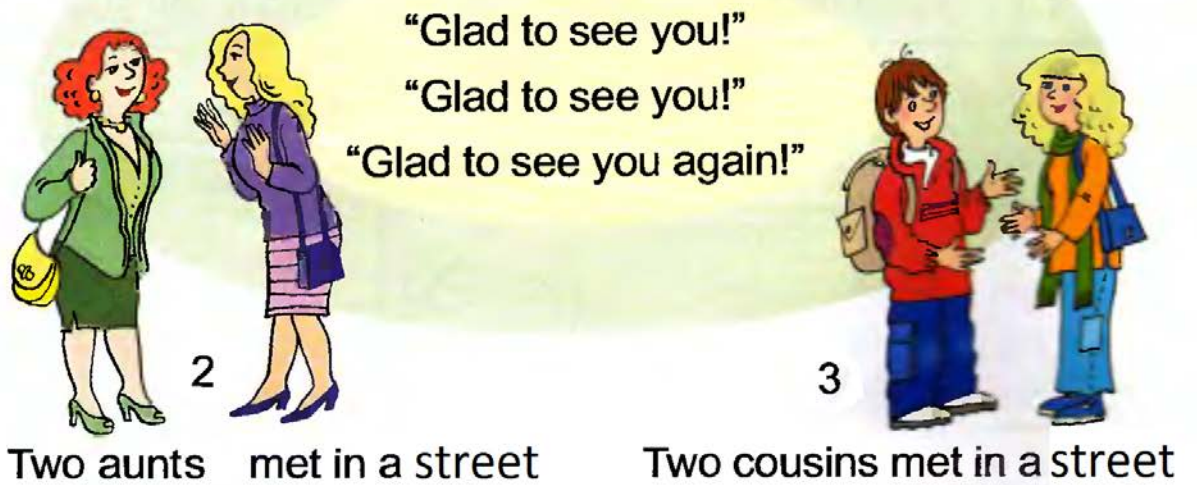 “Glad to see you!”
“Glad to see you!”
“Glad to see you again!”
2
3
Two aunts met in a street
Two cousins met in a street